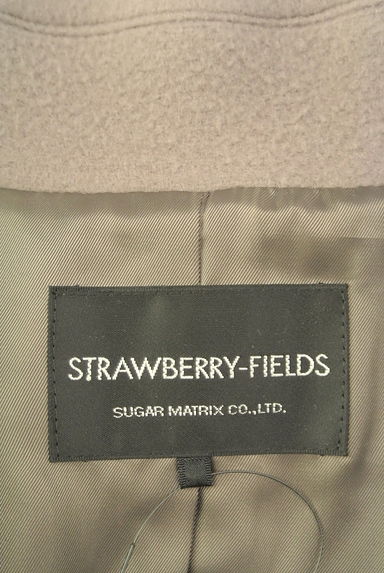 STRAWBERRY-FIELDS
SUGAR MATRIX CO.,LTD.